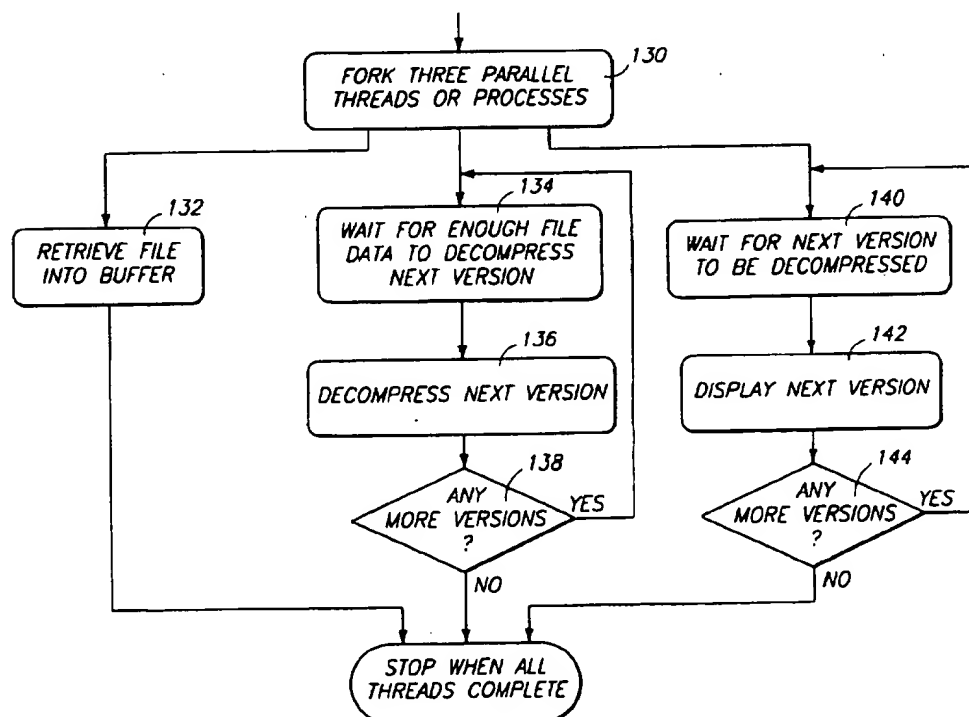 130
FORK THREE PARALLEL
THREADS OR PROCESSES
132
RETRIEVE FILE
INTO BUFFER
134
WAIT FOR ENOUGH FILE
DATA TO DECOMPRESS
NEXT VERSION
136
DECOMPRESS NEXT VERSION
138
ANY
MORE VERSIONS
?
YES
NO
140
WAIT FOR NEXT VERSION
TO BE DECOMPRESSED
142
DISPLAY NEXT VERSION
144
ANY
MORE VERSIONS
?
YES
NO
STOP WHEN ALL
THREADS COMPLETE